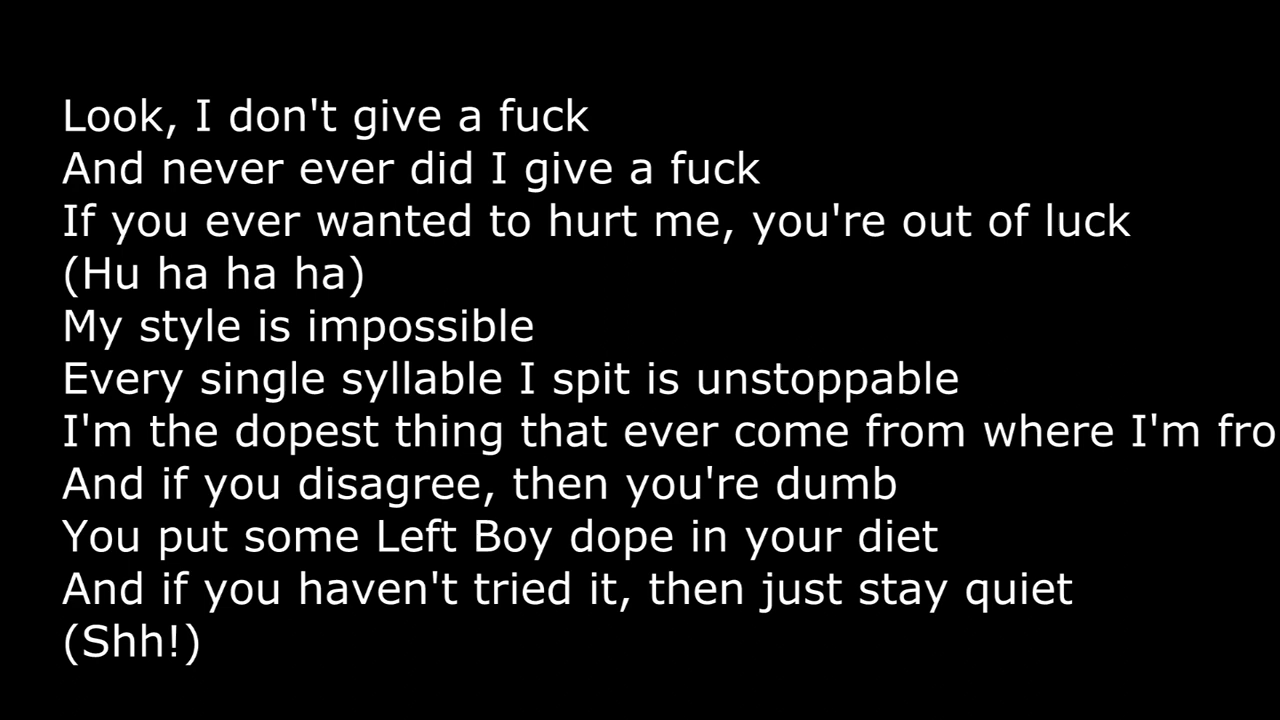 Look, I don't give a fuck
And never ever did I give a fuck
If you ever wanted to hurt me, you're out of luck
(Hu ha ha ha)
My style is impossible
Every single syllable I spit is unstoppable
I'm the dopest thing that ever come from where I'm fro
And if you disagree, then you're dumb
You put some Left Boy dope in your diet
And if you haven't tried it, then just stay quiet
(Shh!)